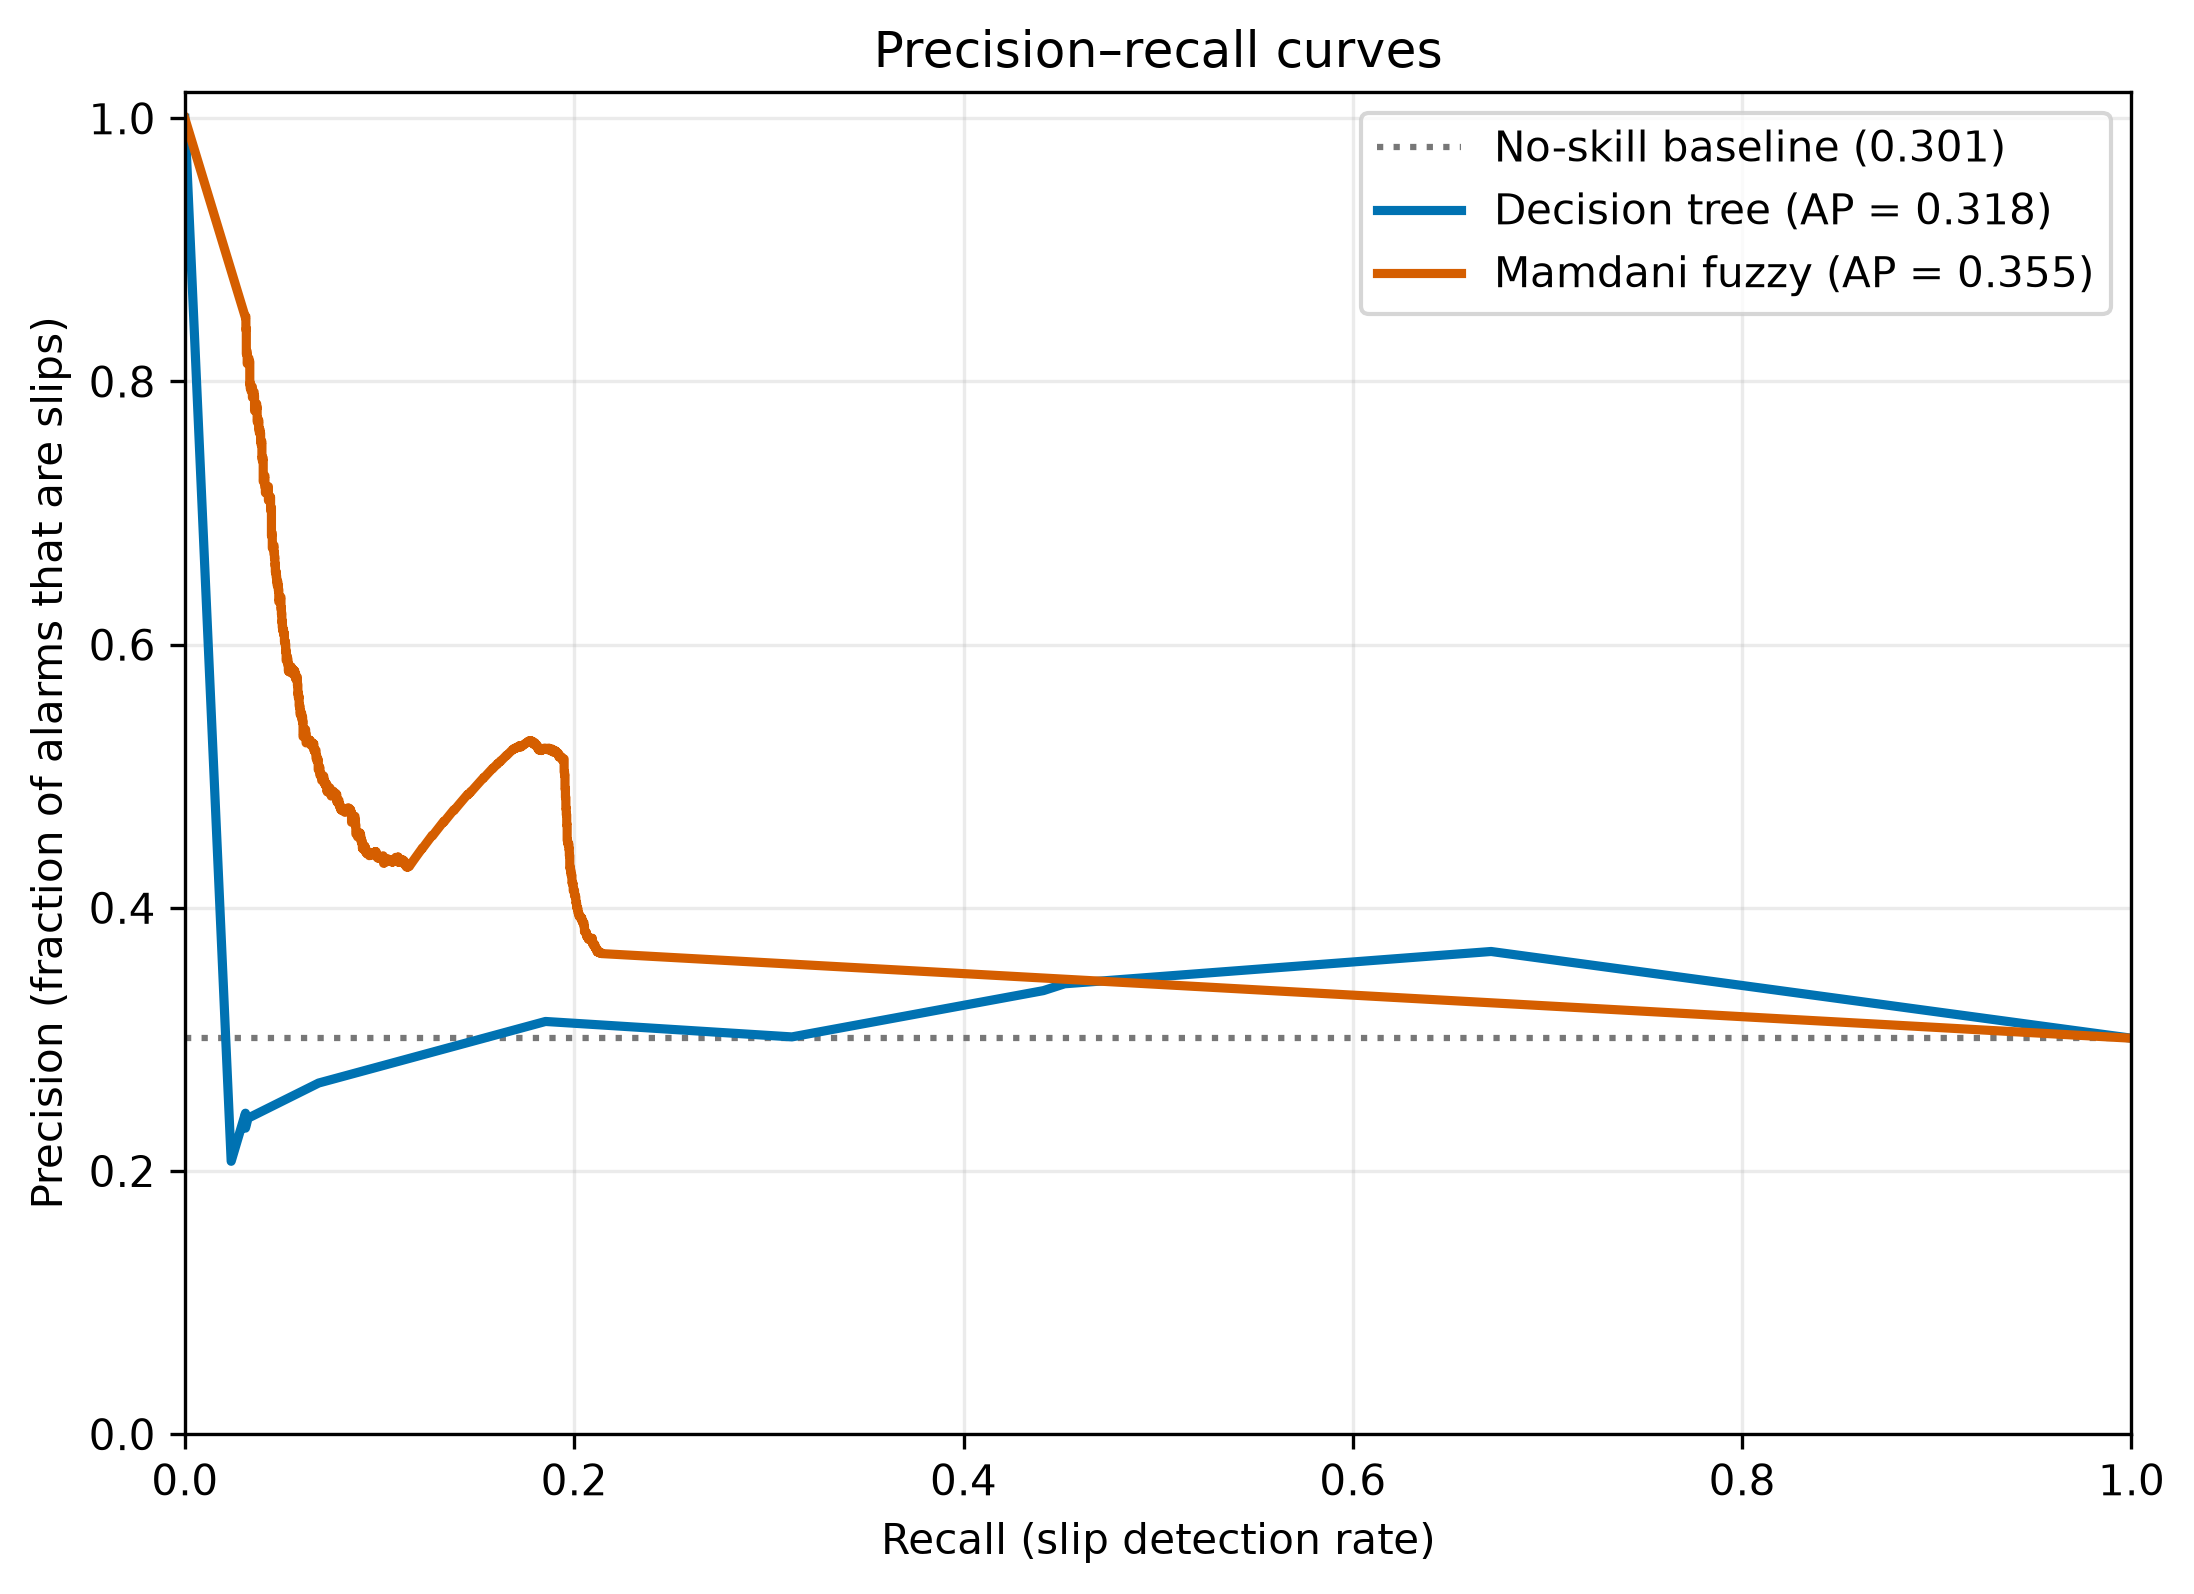 Precision–recall curves
No-skill baseline (0.301)
Decision tree (AP = 0.318)
Mamdani fuzzy (AP = 0.355)
Precision (fraction of alarms that are slips)
1.0
0.8
0.6
0.4
0.2
0.0
0.0 0.2 0.4 0.6 0.8 1.0
Recall (slip detection rate)